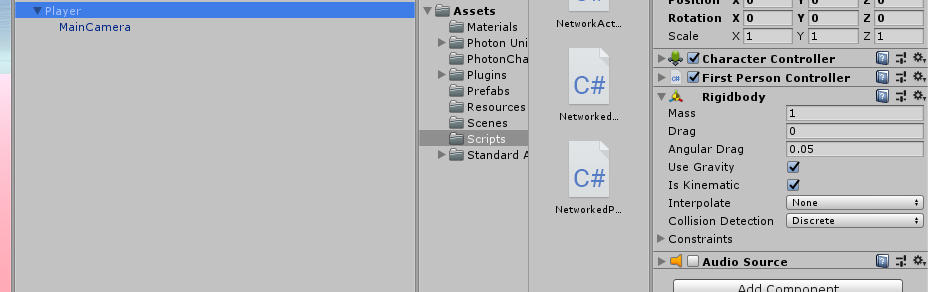 Player
MainCamera
Assets
Materials
Photon Uni
PhotonCha
Plugins
Prefabs
Resources
Scenes
Scripts
Standard A
NetworkAct...
C#
Networked...
C#
NetworkedP...
Position X 0 Y 0 Z 0
Rotation X 0 Y 0 Z 0
Scale X 1 Y 1 Z 1
Character Controller
First Person Controller
C#
Rigidbody
Mass 1
Drag 0
Angular Drag 0.05
Use Gravity
Is Kinematic
Interpolate None
Collision Detection Discrete
Constraints
Audio Source
Add Component